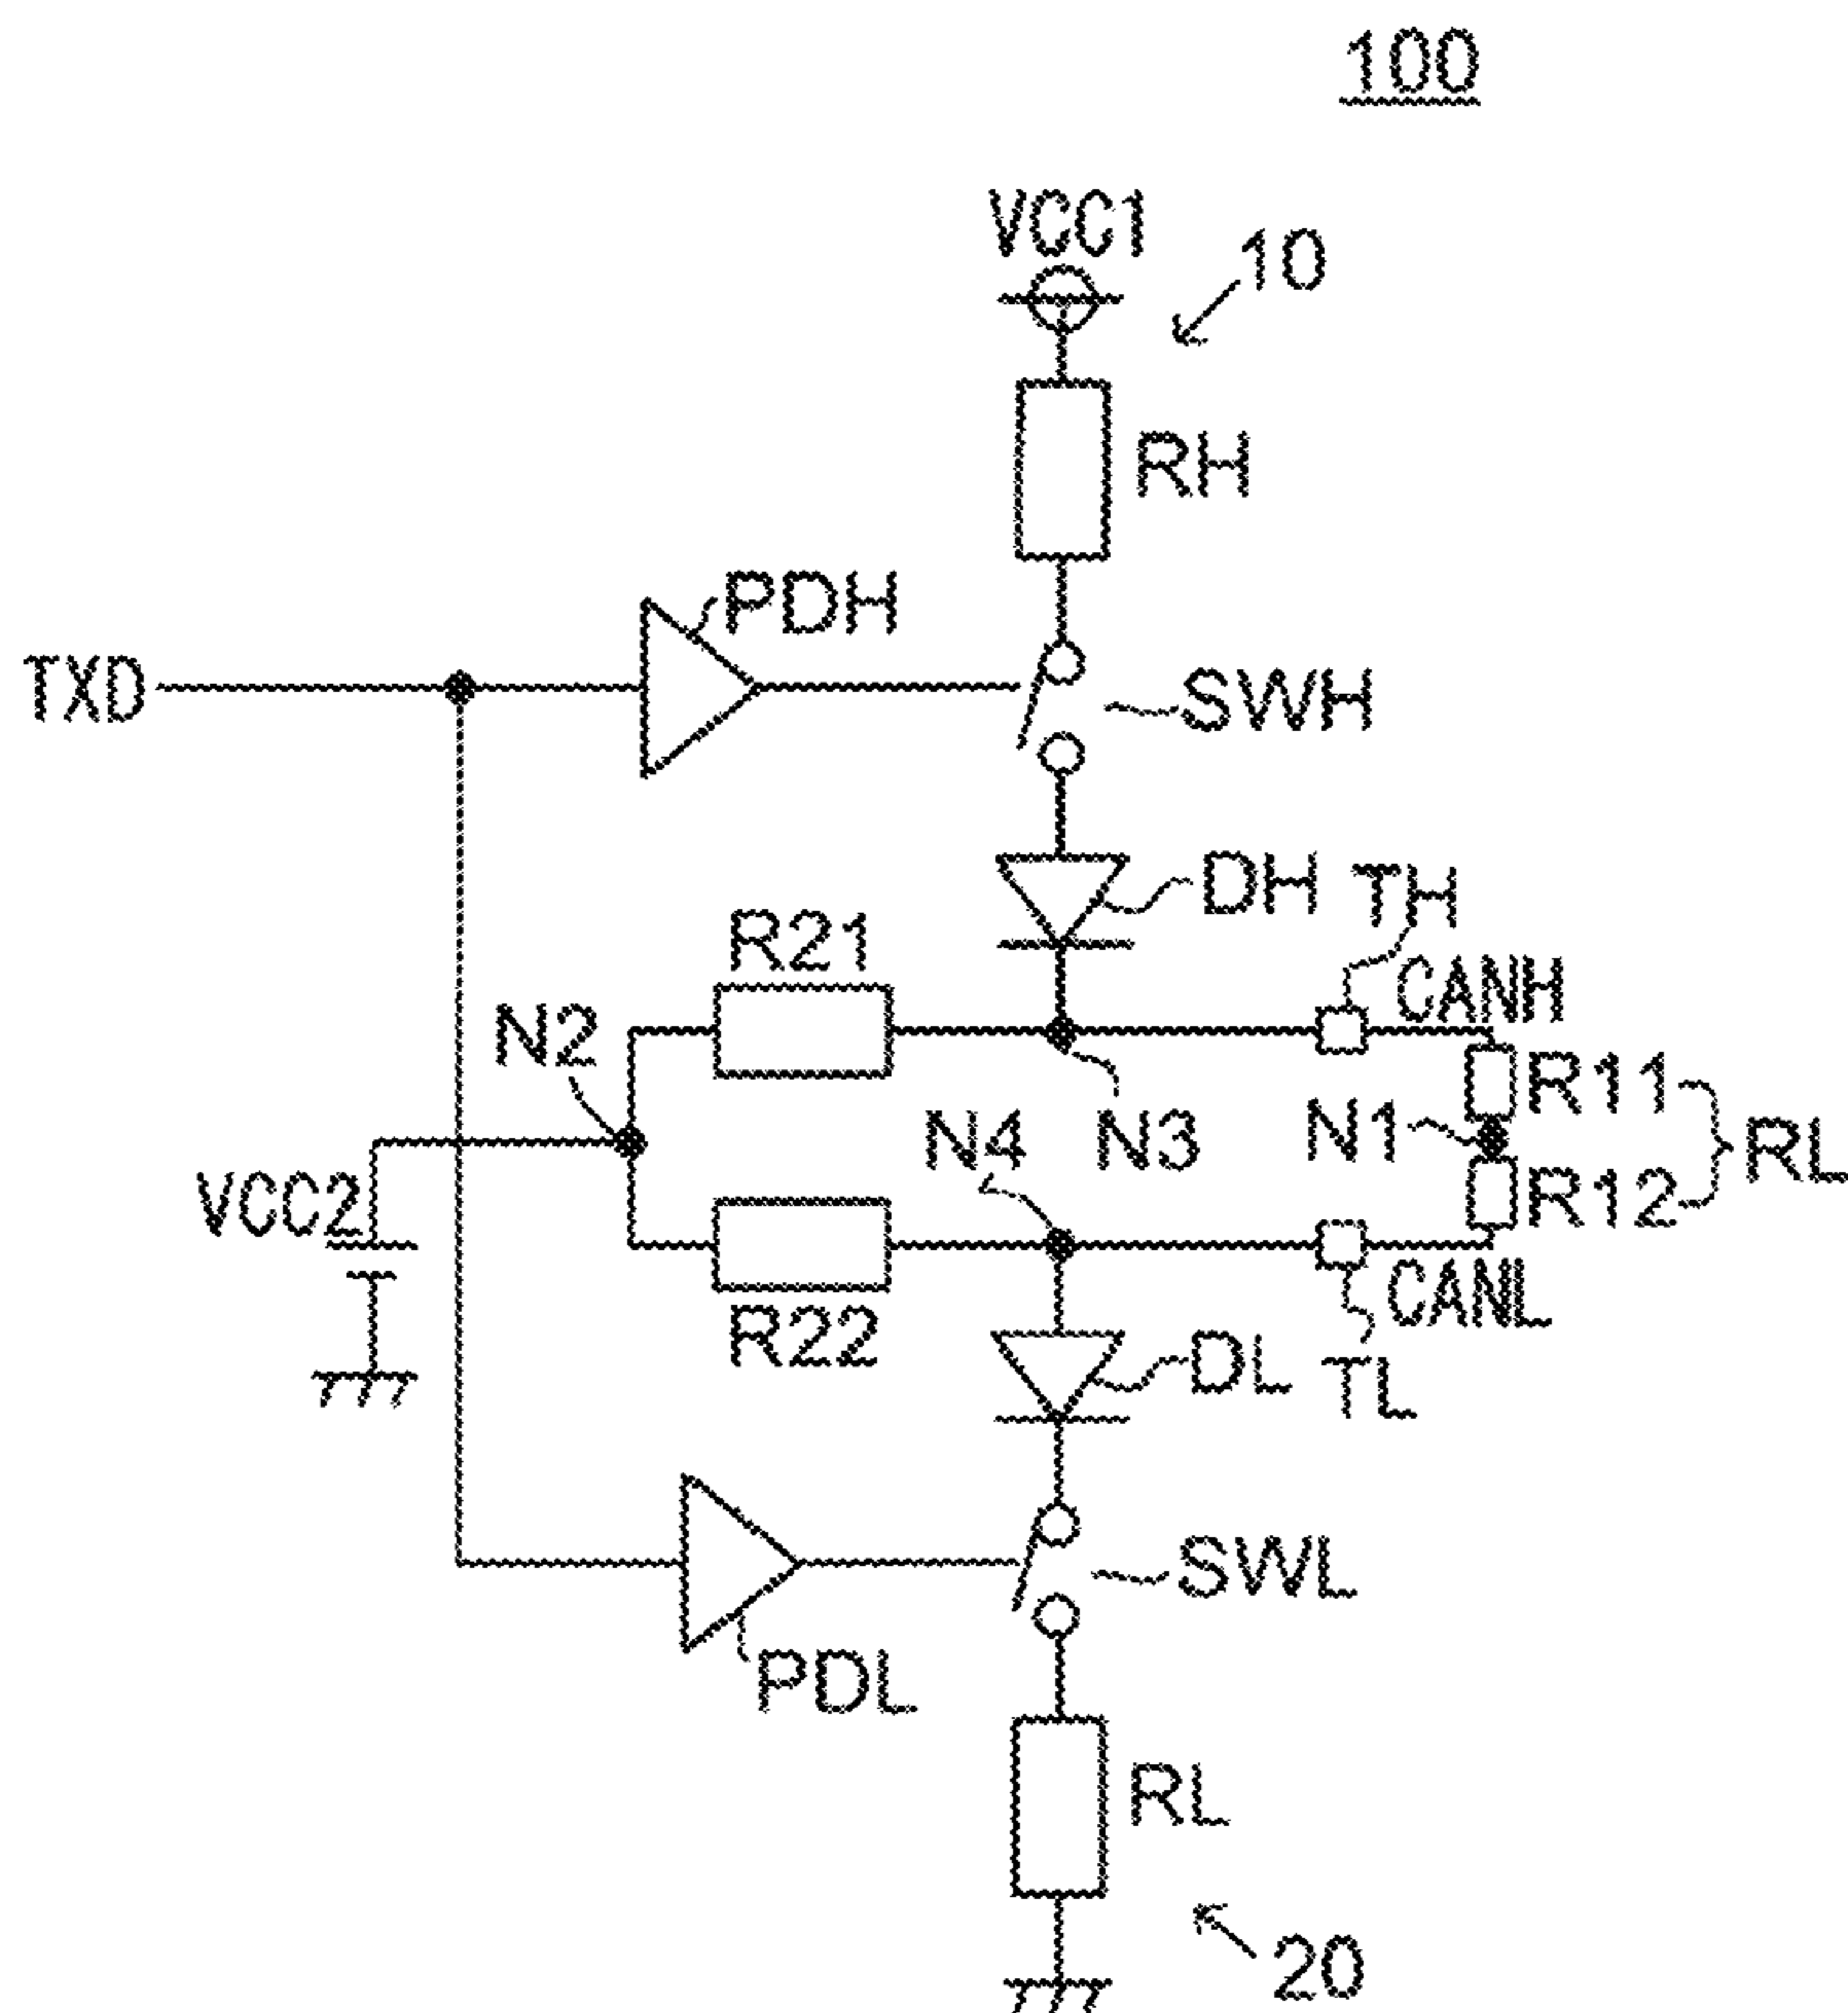 100
VCC1
10
RH
PDH
TXD
SWH
DH
TH
R21
CANH
N2
R11
N4
N3
N1
RL
VCC2
R12
CANL
R22
DL
TL
SWL
PDL
RL
20